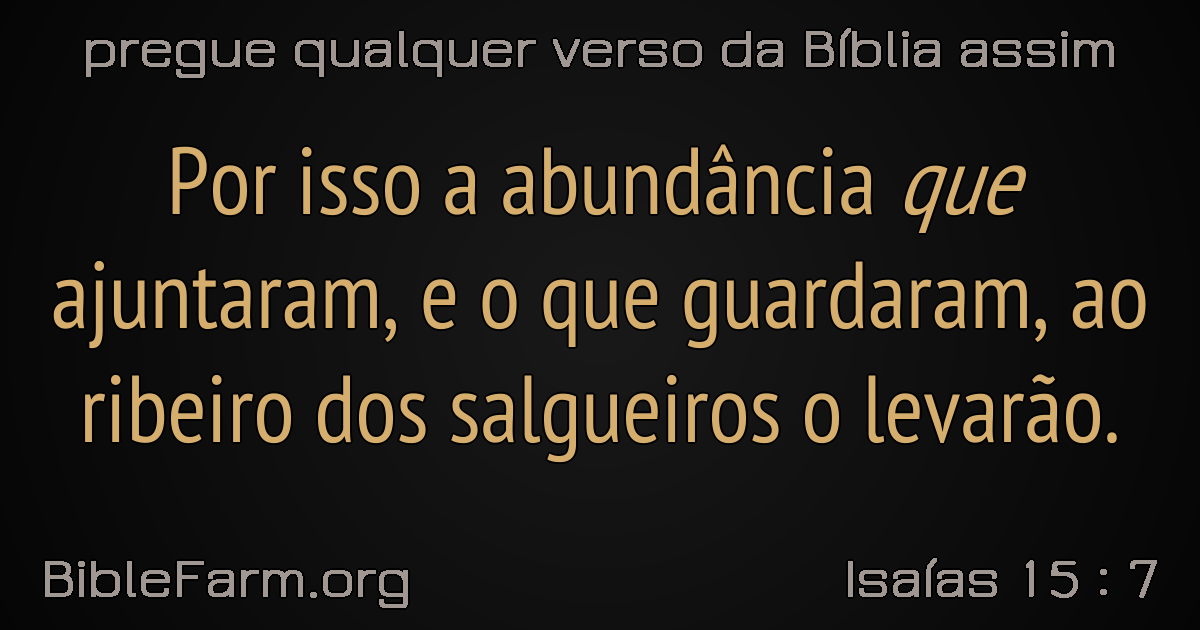 pregue qualquer verso da Bíblia assim
Por isso a abundância que
ajuntaram, e o que guardaram, ao
ribeiro dos salgueiros o levarão.
BibleFarm.org
Isaías 15 : 7